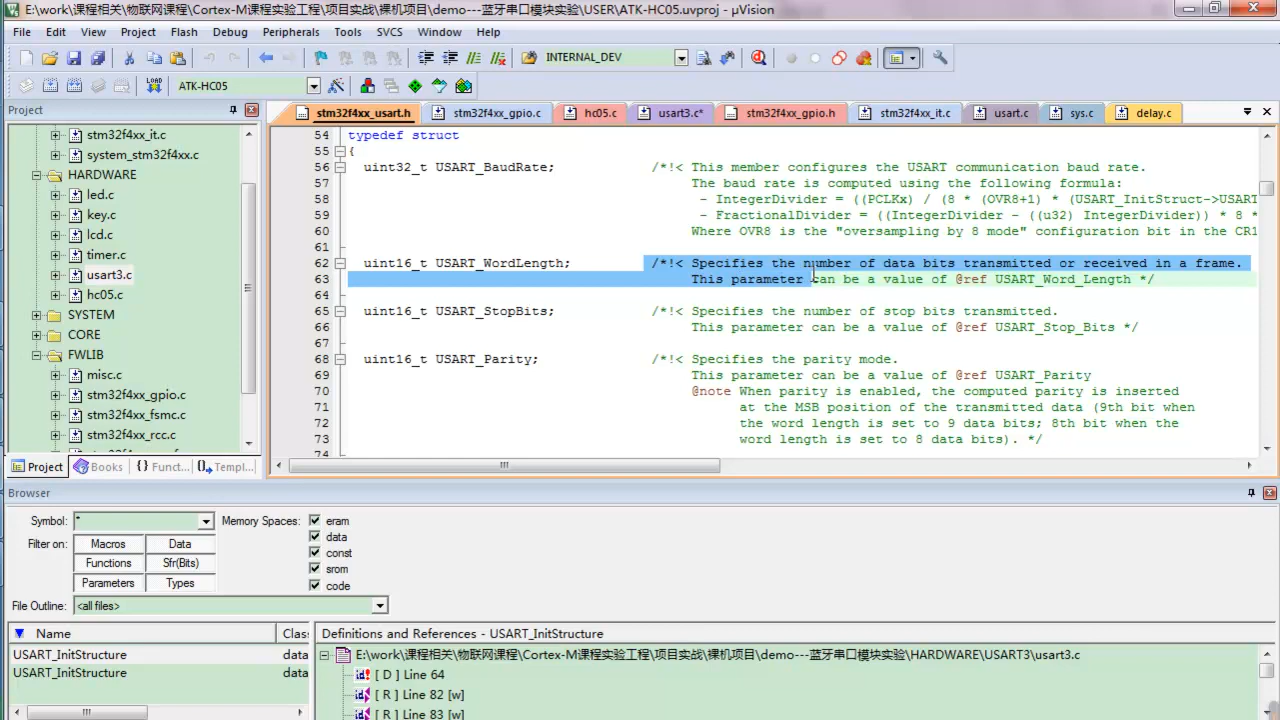 E:\work\课程相关\物联网课程\Cortex-M课程实验工程\项目实战\裸机项目\demo---蓝牙串口模块实验\USER\ATK-HC05.uvproj - µVision
File Edit View Project Flash Debug Peripherals Tools SVCS Window Help
INTERNAL_DEV
LOAD ATK-HC05
Project
stm32f4xx_usart.h stm32f4xx_gpio.c hc05.c usart3.c* stm32f4xx_gpio.h stm32f4xx_it.c usart.c sys.c delay.c
stm32f4xx_it.c
system_stm32f4xx.c
HARDWARE
led.c
key.c
lcd.c
timer.c
usart3.c
hc05.c
SYSTEM
CORE
FWLIB
misc.c
stm32f4xx_gpio.c
stm32f4xx_fsmc.c
stm32f4xx_rcc.c
Project Books {} Funct... Templ...
54 typedef struct
55 {
56 uint32_t USART_BaudRate; /*!< This member configures the USART communication baud rate.
57 The baud rate is computed using the following formula:
58 - IntegerDivider = ((PCLKx) / (8 * (OVR8+1) * (USART_InitStruct->USART
59 - FractionalDivider = ((IntegerDivider - ((u32) IntegerDivider)) * 8 *
60 Where OVR8 is the "oversampling by 8 mode" configuration bit in the CR1
61
62 uint16_t USART_WordLength; /*!< Specifies the number of data bits transmitted or received in a frame.
63 This parameter can be a value of @ref USART_Word_Length */
64
65 uint16_t USART_StopBits; /*!< Specifies the number of stop bits transmitted.
66 This parameter can be a value of @ref USART_Stop_Bits */
67
68 uint16_t USART_Parity; /*!< Specifies the parity mode.
69 This parameter can be a value of @ref USART_Parity
70 @note When parity is enabled, the computed parity is inserted
71 at the MSB position of the transmitted data (9th bit when
72 the word length is set to 9 data bits; 8th bit when the
73 word length is set to 8 data bits). */
74
Browser
Symbol: * Memory Spaces: eram
Filter on: Macros Data data
Functions Sfr(Bits) const
srom
Parameters Types code
File Outline: <all files>
Name Clas
USART_InitStructure data
USART_InitStructure data
Definitions and References - USART_InitStructure
E:\work\课程相关\物联网课程\Cortex-M课程实验工程\项目实战\裸机项目\demo---蓝牙串口模块实验\HARDWARE\USART3\usart3.c
[ D ] Line 64
[ R ] Line 82 [w]
[ R ] Line 83 [w]